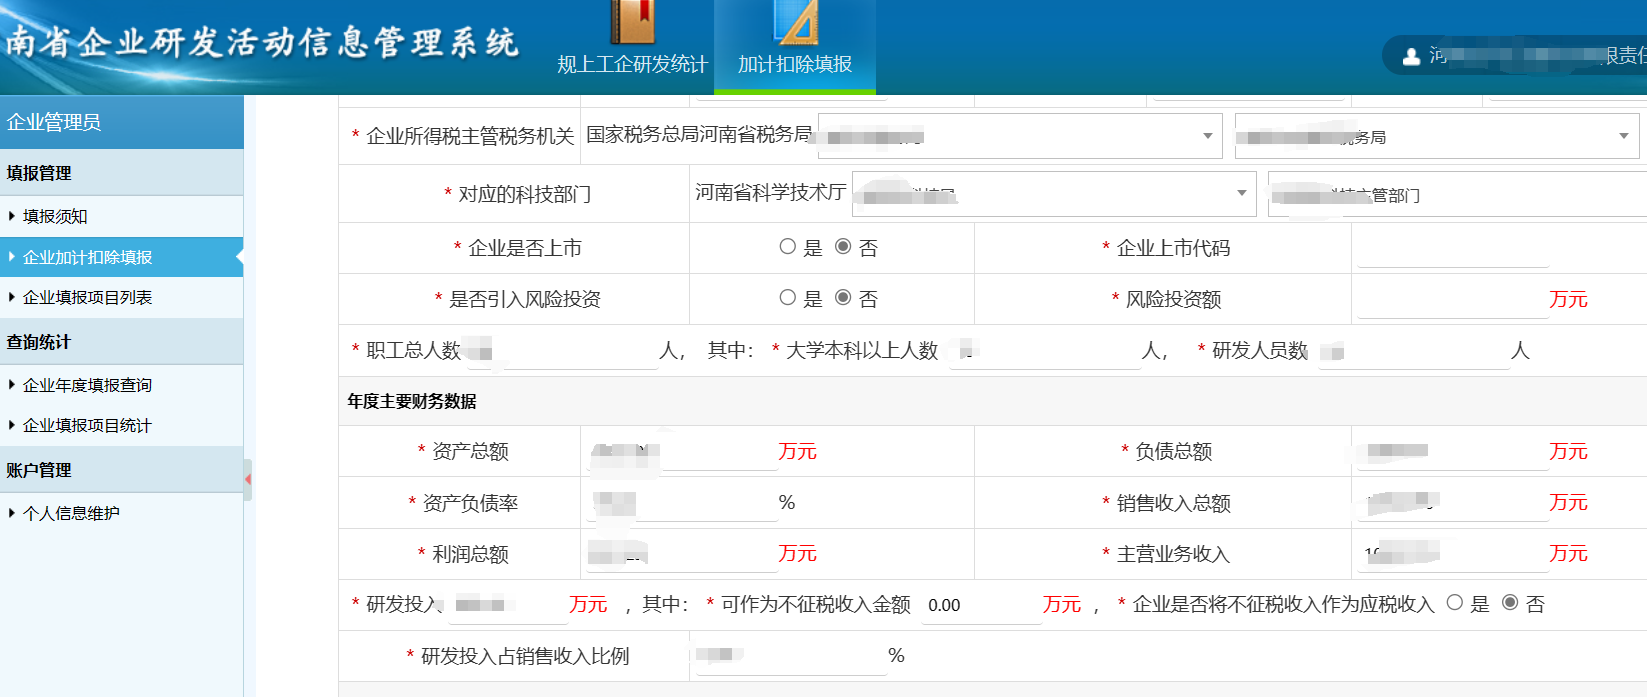 南省企业研发活动信息管理系统
规上工企研发统计
加计扣除填报
河 限责任
企业管理员
填报管理
填报须知
企业加计扣除填报
企业填报项目列表
查询统计
企业年度填报查询
企业填报项目统计
账户管理
个人信息维护
* 企业所得税主管税务机关 国家税务总局河南省税务局 务局
* 对应的科技部门 河南省科学技术厅 主管部门
* 企业是否上市 是 否 * 企业上市代码
* 是否引入风险投资 是 否 * 风险投资额 万元
* 职工总人数 人， 其中： * 大学本科以上人数 人， * 研发人员数 人
年度主要财务数据
* 资产总额 万元 * 负债总额 万元
* 资产负债率 % * 销售收入总额 万元
* 利润总额 万元 * 主营业务收入 万元
* 研发投入 万元 ，其中： * 可作为不征税收入金额 0.00 万元 ， * 企业是否将不征税收入作为应税收入 是 否
* 研发投入占销售收入比例 %